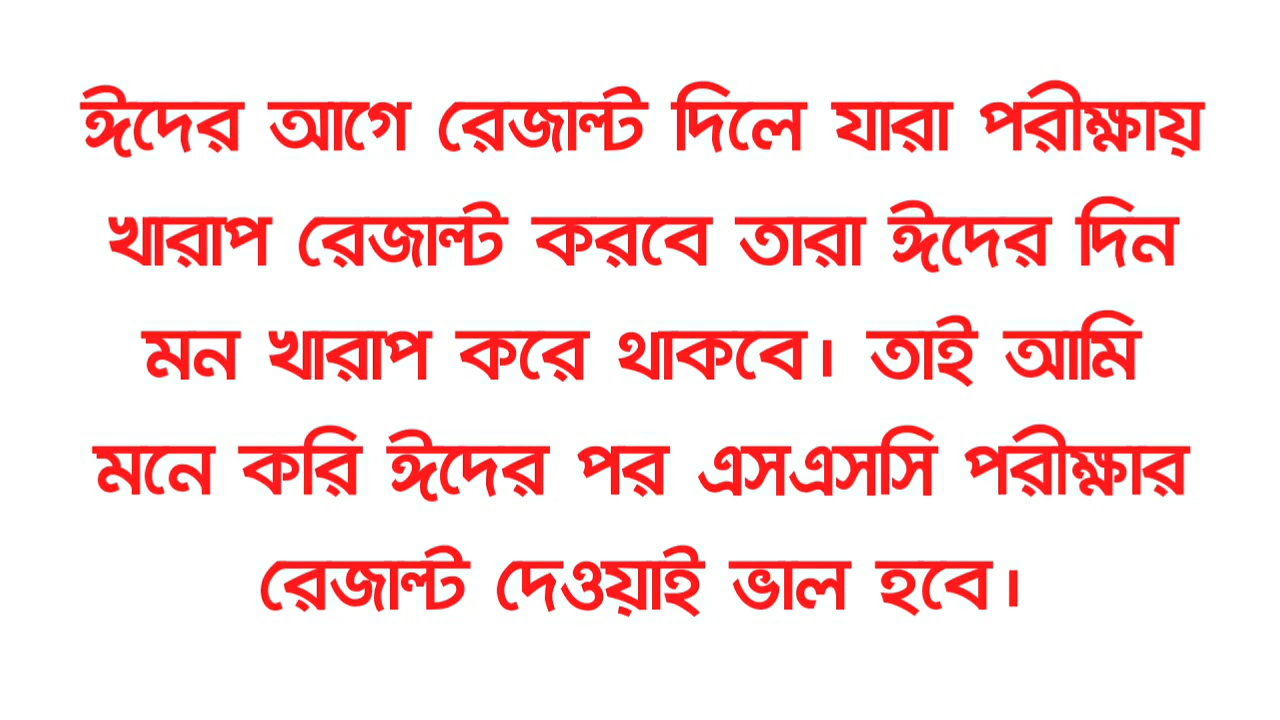 ঈদের আগে রেজাল্ট দিলে যারা পরীক্ষায়
খারাপ রেজাল্ট করবে তারা ঈদের দিন
মন খারাপ করে থাকবে। তাই আমি
মনে করি ঈদের পর এসএসসি পরীক্ষার
রেজাল্ট দেওয়াই ভাল হবে।